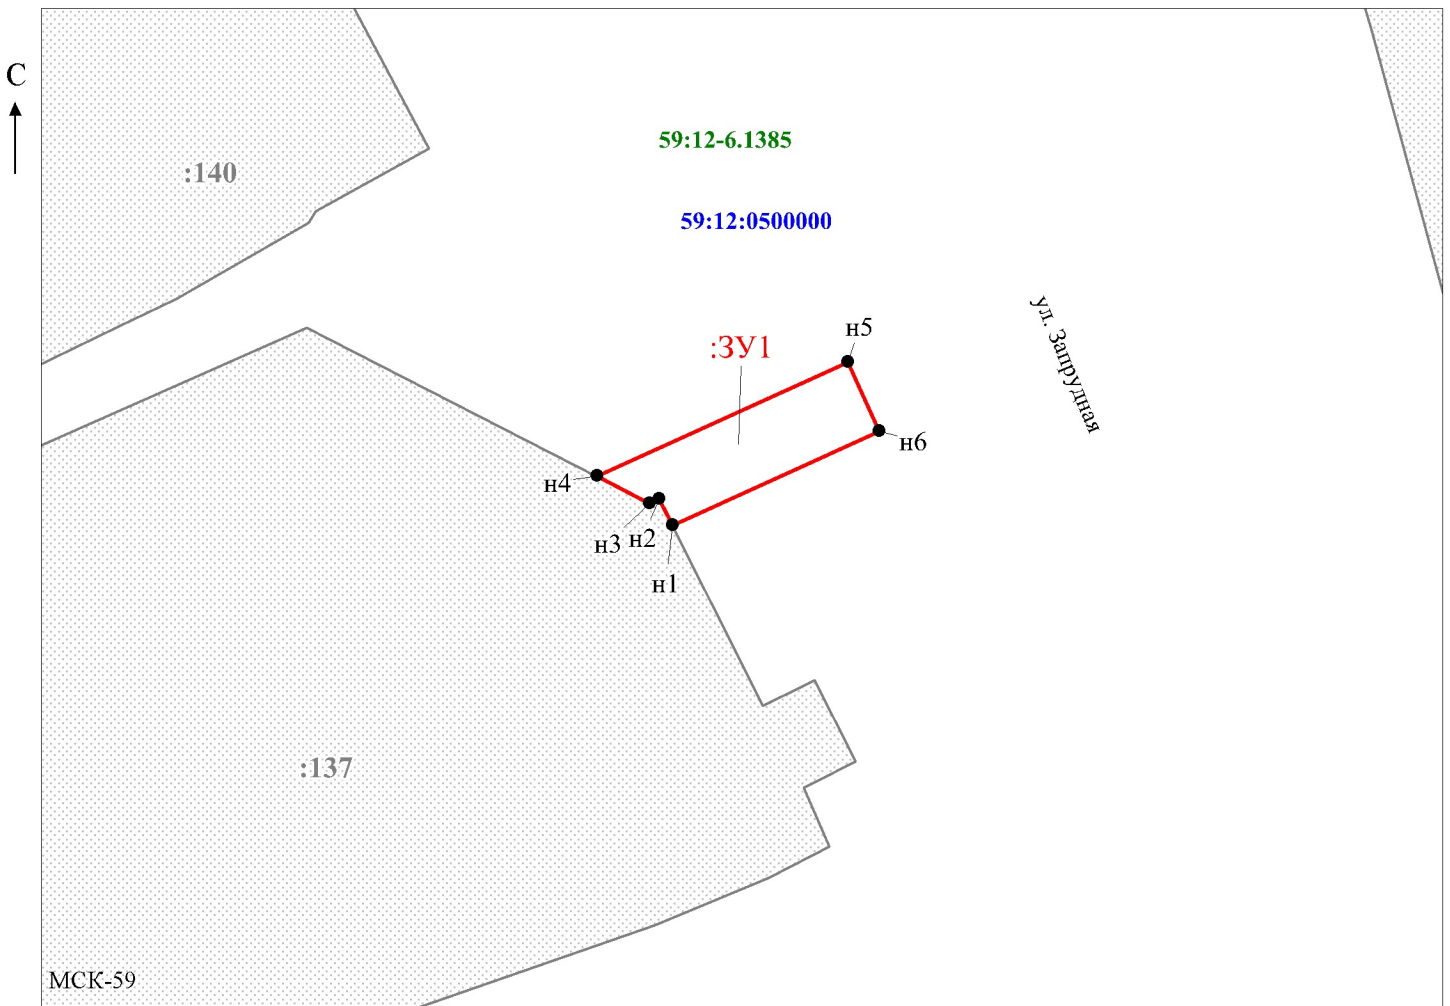 С
59:12-6.1385
:140
59:12:0500000
ул. Запрудная
н5
:ЗУ1
н6
н4
н3
н2
н1
:137
МСК-59